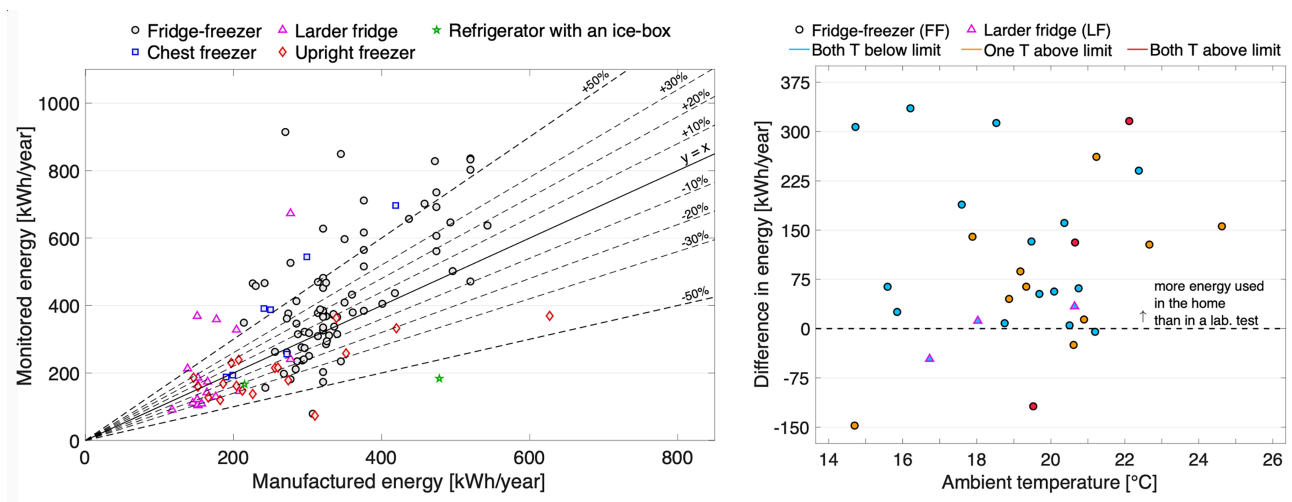 Fridge-freezer Larder fridge Refrigerator with an ice-box
Chest freezer Upright freezer
Monitored energy [kWh/year]
1000
800
600
400
200
0
+50%
+30%
+20%
+10%
y = x
-10%
-20%
-30%
-50%
0 200 400 600 800
Manufactured energy [kWh/year]
Fridge-freezer (FF) Larder fridge (LF)
Both T below limit One T above limit Both T above limit
Difference in energy [kWh/year]
375
300
225
150
75
0
-75
-150
more energy used
↑ in the home
than in a lab. test
14 16 18 20 22 24 26
Ambient temperature [°C]